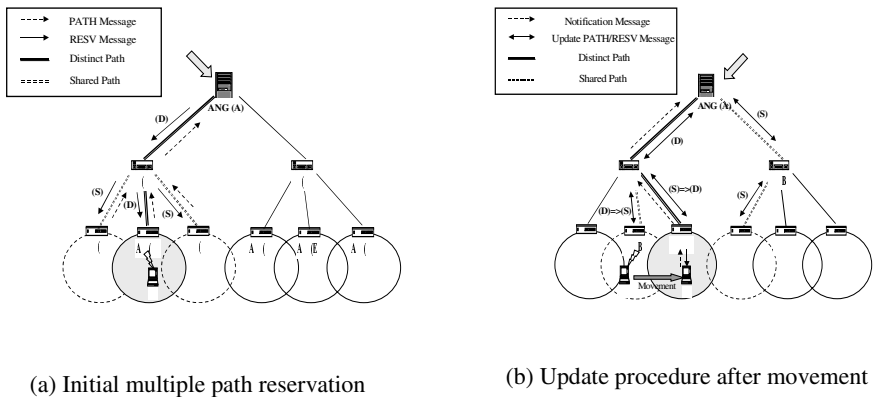 PATH Message
RESV Message
Distinct Path
Shared Path
ANG (A)
(D)
(S)
(D)
(S)
(
(
(
A (
(
A (
A (E
A (
(a) Initial multiple path reservation
Notification Message
Update PATH/RESV Message
Distinct Path
Shared Path
ANG (A)
(S)
(D)
B
(S)=>(D)
(D)=>(S)
(S)
B
Movement
(b) Update procedure after movement